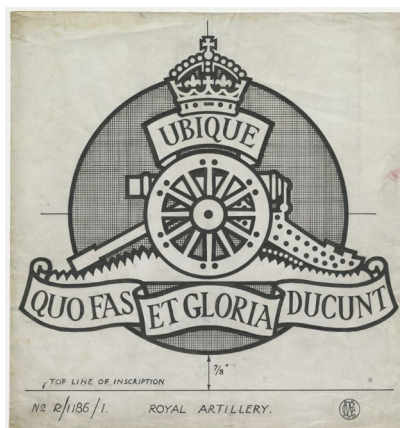 UBIQUE
QUO FAS ET GLORIA DUCUNT
7/8"
TOP LINE OF INSCRIPTION
No R/1186/1. ROYAL ARTILLERY.